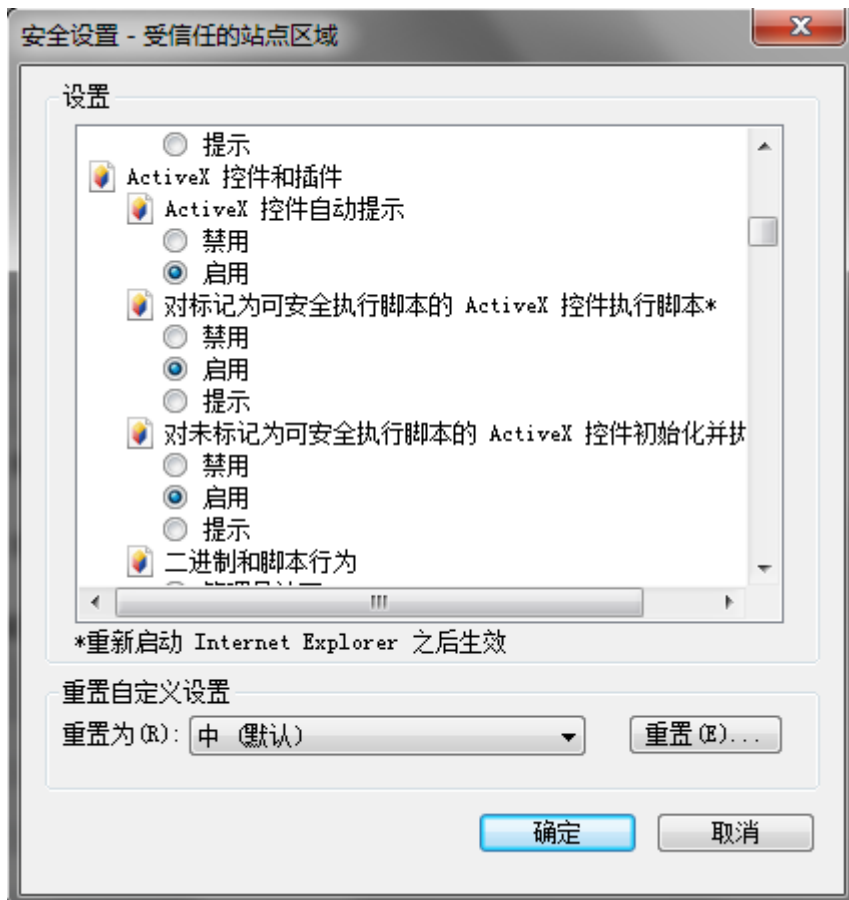 安全设置 - 受信任的站点区域
设置
提示
ActiveX 控件和插件
ActiveX 控件自动提示
禁用
启用
对标记为可安全执行脚本的 ActiveX 控件执行脚本*
禁用
启用
提示
对未标记为可安全执行脚本的 ActiveX 控件初始化并执
禁用
启用
提示
二进制和脚本行为
*重新启动 Internet Explorer 之后生效
重置自定义设置
重置为(R): 中 (默认) 重置(E)...
确定 取消